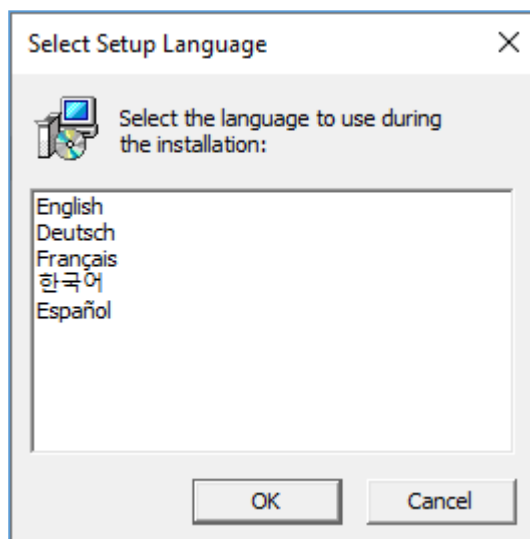 Select Setup Language
Select the language to use during
the installation:
English
Deutsch
Français
한국어
Español
OK
Cancel